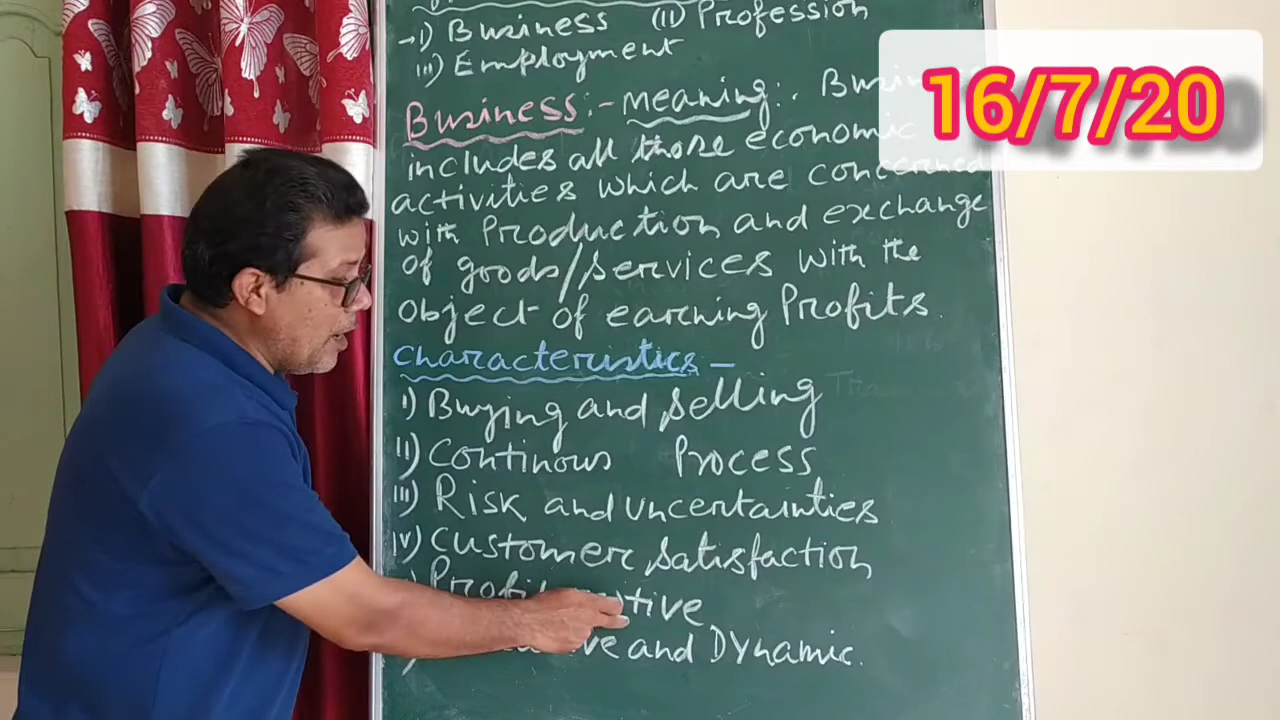 i) Business (ii) Profession
iii) Employment
Business:- Meaning:
includes all those economic
activities which are concerned
with Production and exchange
of goods/services with the
object of earning Profits.
Characteristics -
i) Buying and Selling
ii) Continous Process
iii) Risk and Uncertainties
iv) Customer Satisfaction
and Dynamic.
16/7/20